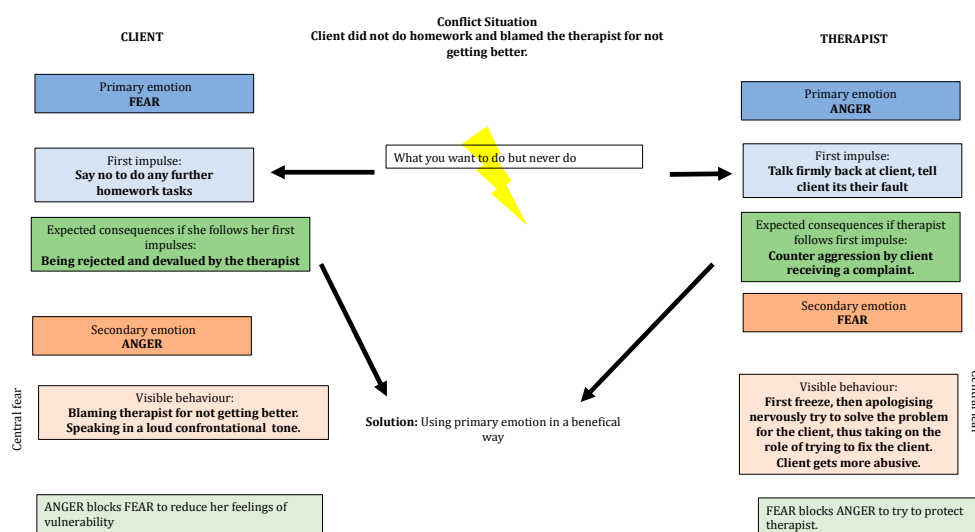 Conflict Situation
Client did not do homework and blamed the therapist for not
getting better.
CLIENT
THERAPIST
Primary emotion
FEAR
Primary emotion
ANGER
First impulse:
Say no to do any further
homework tasks
What you want to do but never do
First impulse:
Talk firmly back at client, tell
client its their fault
Expected consequences if she follows her first
impulses:
Being rejected and devalued by the therapist
Expected consequences if therapist
follows first impulse:
Counter aggression by client
receiving a complaint.
Secondary emotion
ANGER
Secondary emotion
FEAR
Central fear
Visible behaviour:
Blaming therapist for not getting better.
Speaking in a loud confrontational tone.
Solution: Using primary emotion in a benefical
way
Visible behaviour:
First freeze, then apologising
nervously try to solve the problem
for the client, thus taking on the
role of trying to fix the client.
Client gets more abusive.
ANGER blocks FEAR to reduce her feelings of
vulnerability
FEAR blocks ANGER to try to protect
therapist.